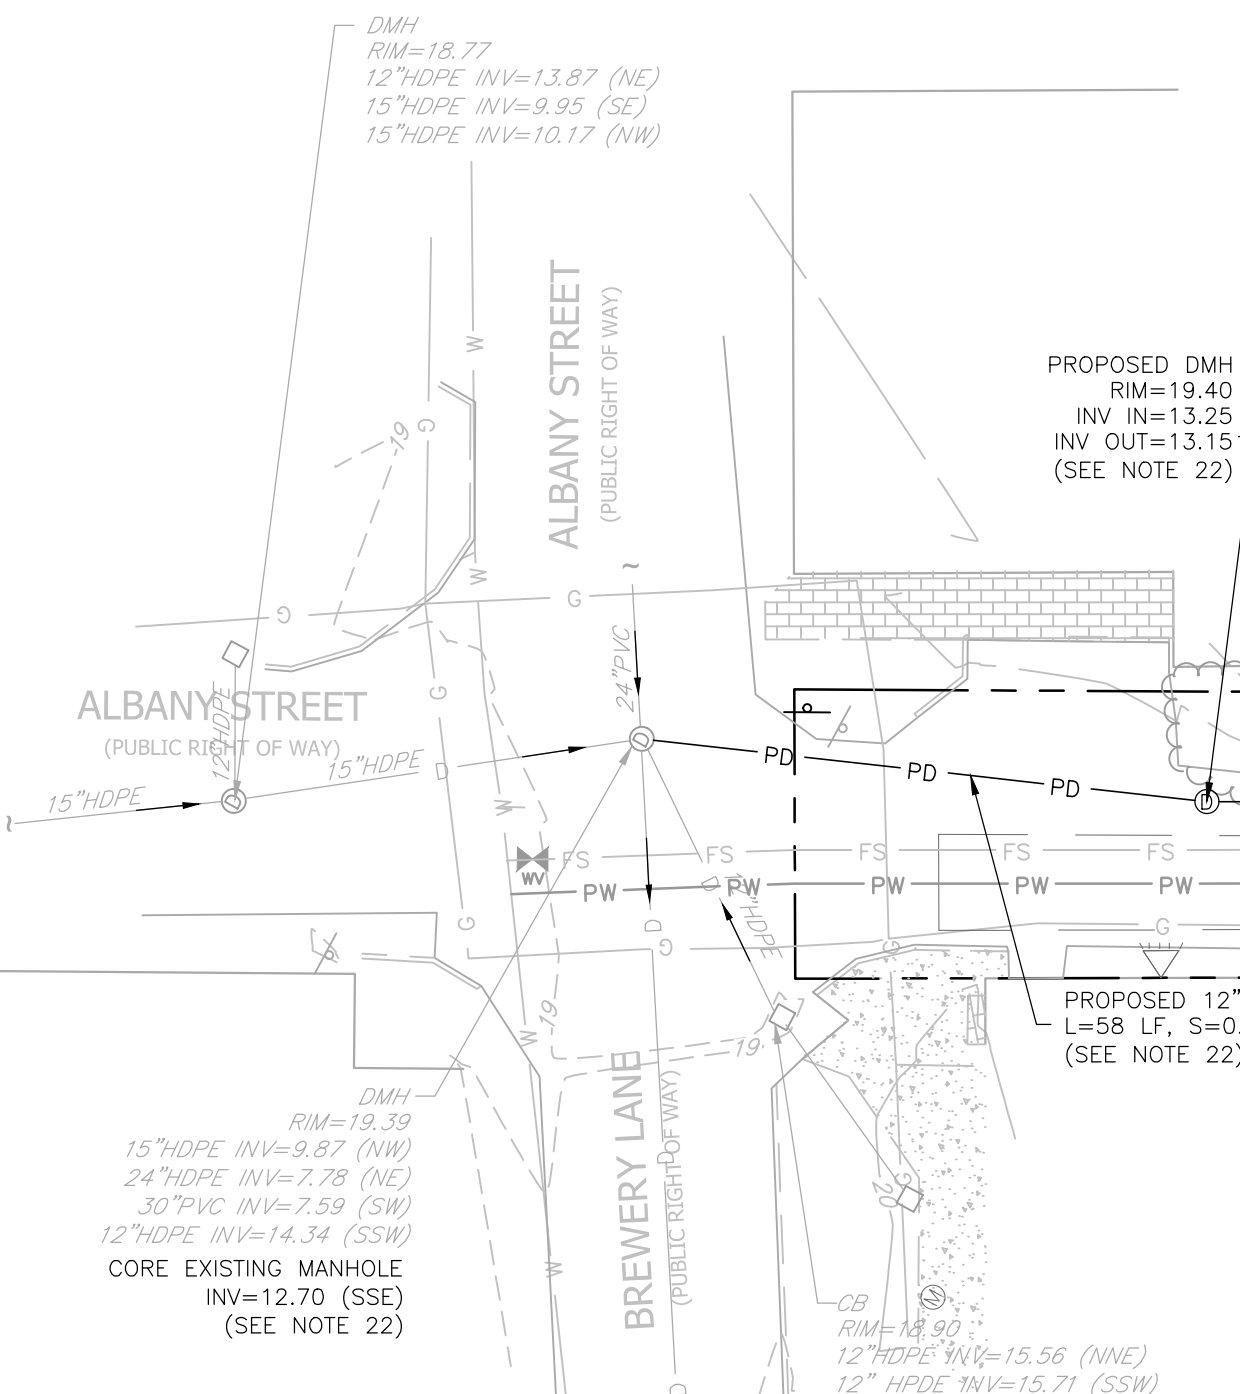 DMH
RIM=18.77
12"HDPE INV=13.87 (NE)
15"HDPE INV=9.95 (SE)
15"HDPE INV=10.17 (NW)
ALBANY STREET
(PUBLIC RIGHT OF WAY)
PROPOSED DMH
RIM=19.40
INV IN=13.25
INV OUT=13.15
(SEE NOTE 22)
W
G
19
W
G
G
24"PVC
ALBANY STREET
(PUBLIC RIGHT OF WAY)
12"HDPE
G
15"HDPE
D
15"HDPE
D
D
PD
PD
PD
D
W
WV
FS
FS
FS
FS
FS
PW
PW
PW
PW
PW
D
12"HDPE
G
D
G
G
G
W
19
19
PROPOSED 12"
L=58 LF, S=0.
(SEE NOTE 22)
DMH
RIM=19.39
15"HDPE INV=9.87 (NW)
24"HDPE INV=7.78 (NE)
30"PVC INV=7.59 (SW)
12"HDPE INV=14.34 (SSW)
CORE EXISTING MANHOLE
INV=12.70 (SSE)
(SEE NOTE 22)
BREWERY LANE
(PUBLIC RIGHT OF WAY)
D
W
D
20
G
M
CB
RIM=18.90
12"HDPE INV=15.56 (NNE)
12" HPDE INV=15.71 (SSW)